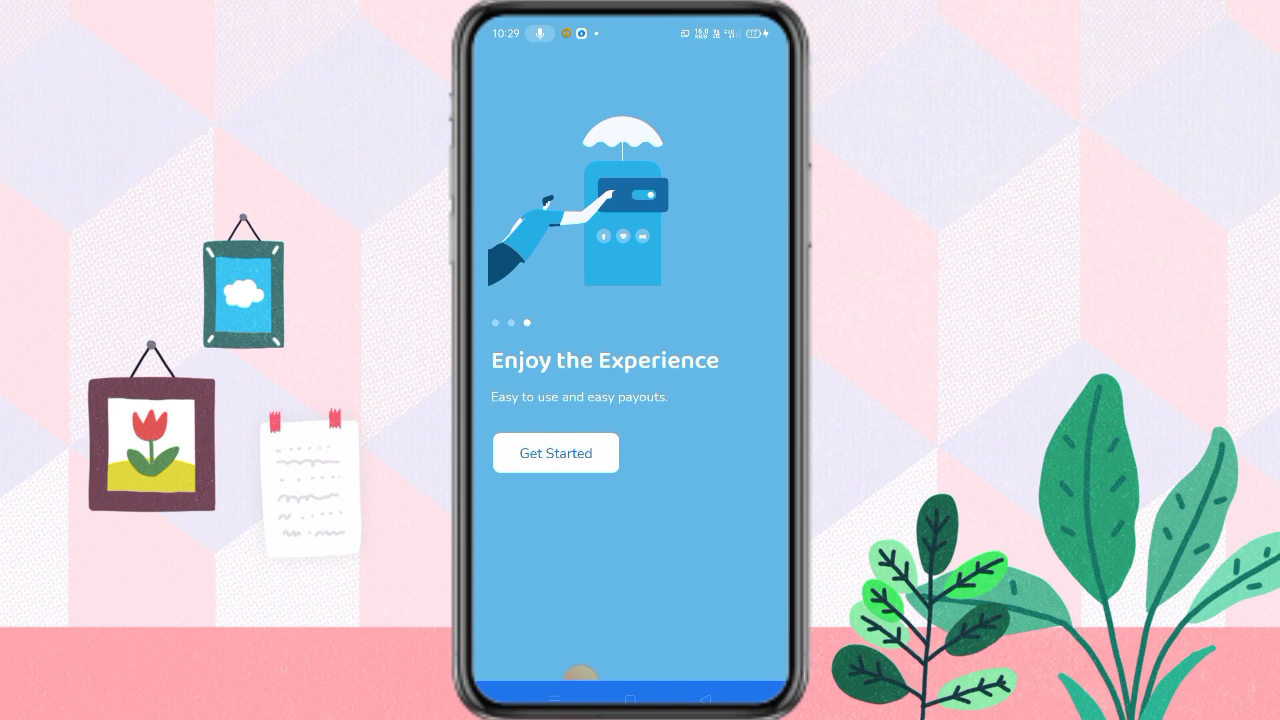 10:29
Enjoy the Experience
Easy to use and easy payouts.
Get Started